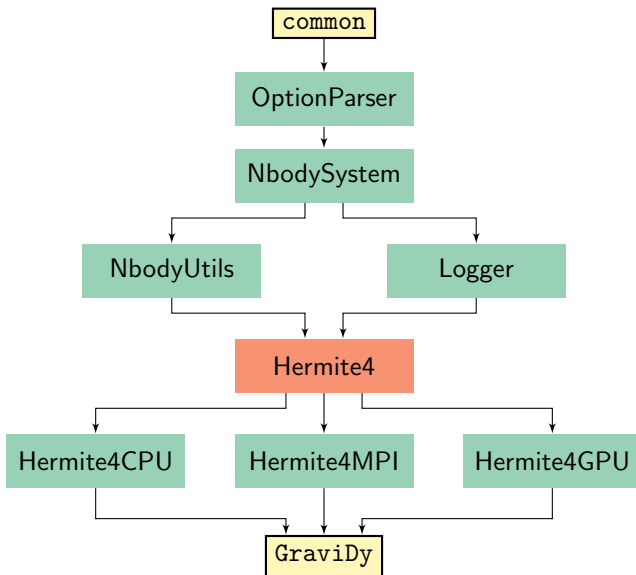 common
OptionParser
NbodySystem
NbodyUtils
Logger
Hermite4
Hermite4CPU
Hermite4MPI
Hermite4GPU
GraviDy